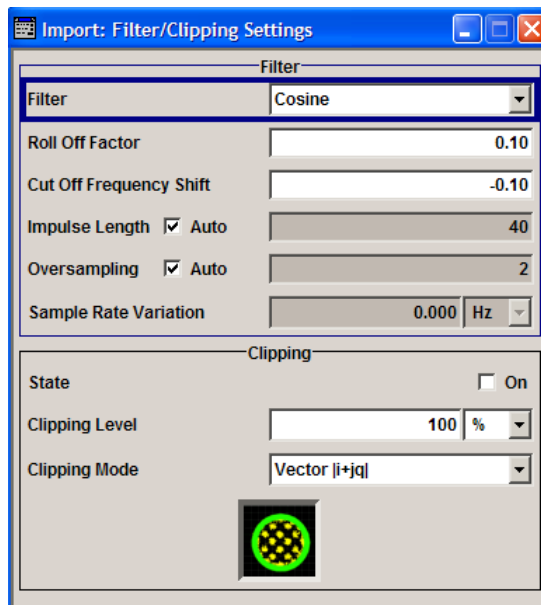 Import: Filter/Clipping Settings
Filter
Filter Cosine
Roll Off Factor 0.10
Cut Off Frequency Shift -0.10
Impulse Length Auto 40
Oversampling Auto 2
Sample Rate Variation 0.000 Hz
Clipping
State On
Clipping Level 100 %
Clipping Mode Vector |i+jq|